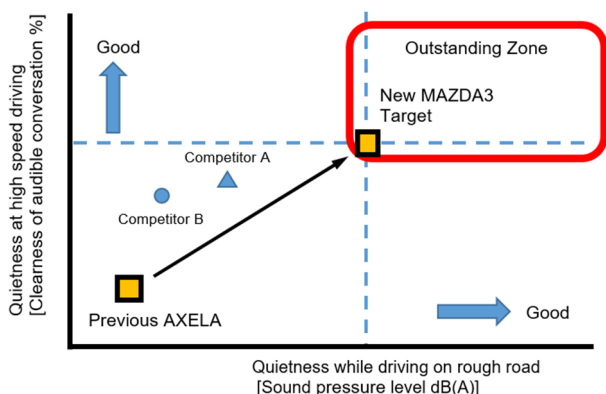 Quietness at high speed driving
[Clearness of audible conversation %]
Good
Outstanding Zone
New MAZDA3
Target
Competitor A
Competitor B
Previous AXELA
Good
Quietness while driving on rough road
[Sound pressure level dB(A)]